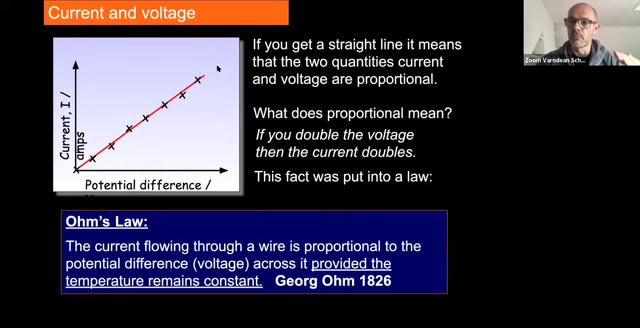 Current and voltage
If you get a straight line it means
that the two quantities current
and voltage are proportional.
What does proportional mean?
If you double the voltage
then the current doubles.
This fact was put into a law:
Current, I /
amps
Potential difference /
Ohm's Law:
The current flowing through a wire is proportional to the
potential difference (voltage) across it provided the
temperature remains constant. Georg Ohm 1826
Zoom Varndean Sch...